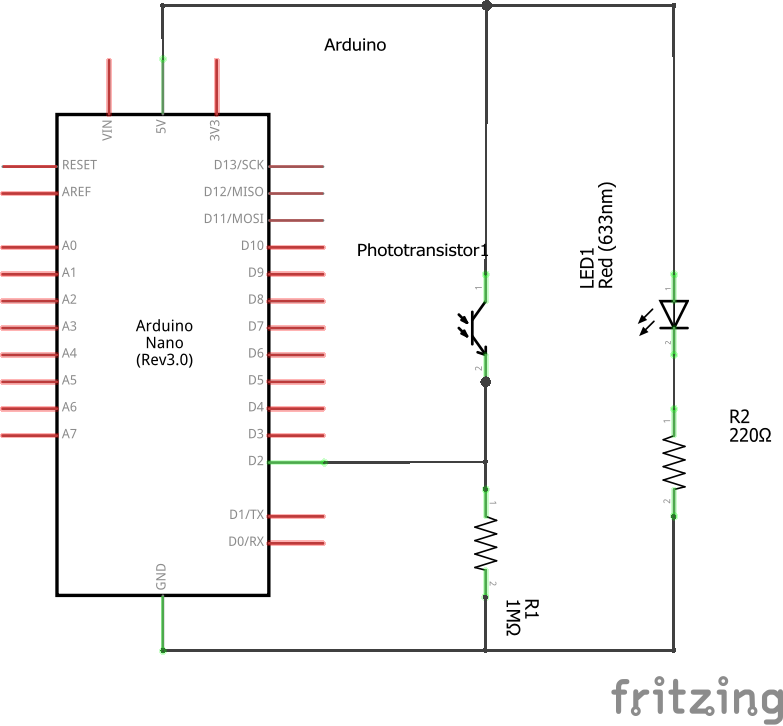 Arduino
VIN
5V
3V3
RESET
AREF
D13/SCK
D12/MISO
D11/MOSI
A0
A1
A2
A3
A4
A5
A6
A7
D10
D9
D8
D7
D6
D5
D4
D3
D2
D1/TX
D0/RX
Arduino
Nano
(Rev3.0)
GND
Phototransistor1
1
2
LED1
Red (633nm)
1
2
R2
220Ω
1
2
1
2
R1
1MΩ
fritzing